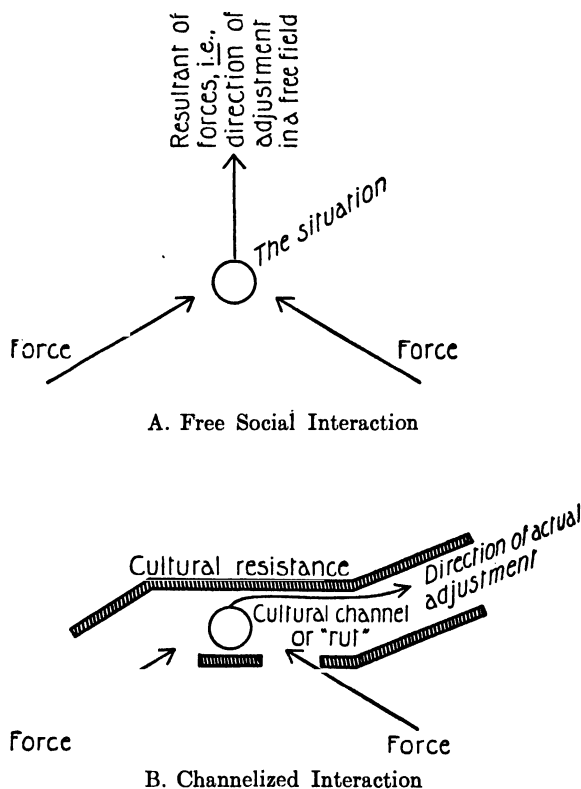 Resultant of
forces, i.e.,
direction of
adjustment
in a free field
The situation
Force
Force
A. Free Social Interaction
Cultural resistance
Direction of actual
adjustment
Cultural channel
or "rut"
Force
Force
B. Channelized Interaction